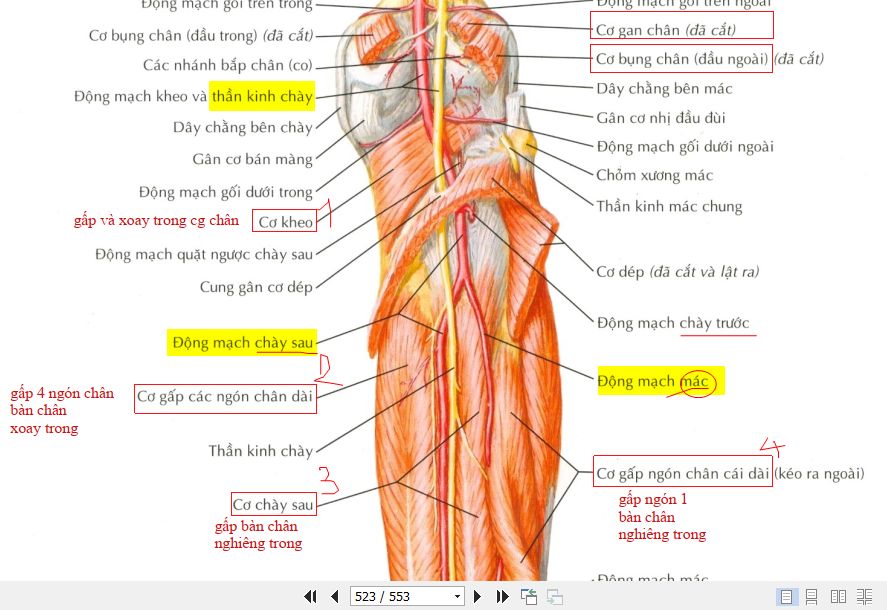 Động mạch gối trên trong
Cơ bụng chân (đầu trong) (đã cắt)
Các nhánh bắp chân (co)
Động mạch kheo và thần kinh chày
Dây chằng bên chày
Gân cơ bán màng
Động mạch gối dưới trong
gấp và xoay trong cg chân
Cơ kheo
1
Động mạch quặt ngược chày sau
Cung gân cơ dép
Động mạch chày sau
2
gấp 4 ngón chân
bàn chân
xoay trong
Cơ gấp các ngón chân dài
Thần kinh chày
3
Cơ chày sau
gấp bàn chân
nghiêng trong
Động mạch gối trên ngoài
Cơ gan chân (đã cắt)
Cơ bụng chân (đầu ngoài) (đã cắt)
Dây chằng bên mác
Gân cơ nhị đầu đùi
Động mạch gối dưới ngoài
Chỏm xương mác
Thần kinh mác chung
Cơ dép (đã cắt và lật ra)
Động mạch chày trước
Động mạch mác
4
Cơ gấp ngón chân cái dài (kéo ra ngoài)
gấp ngón 1
bàn chân
nghiêng trong
Động mạch mác
523 / 553